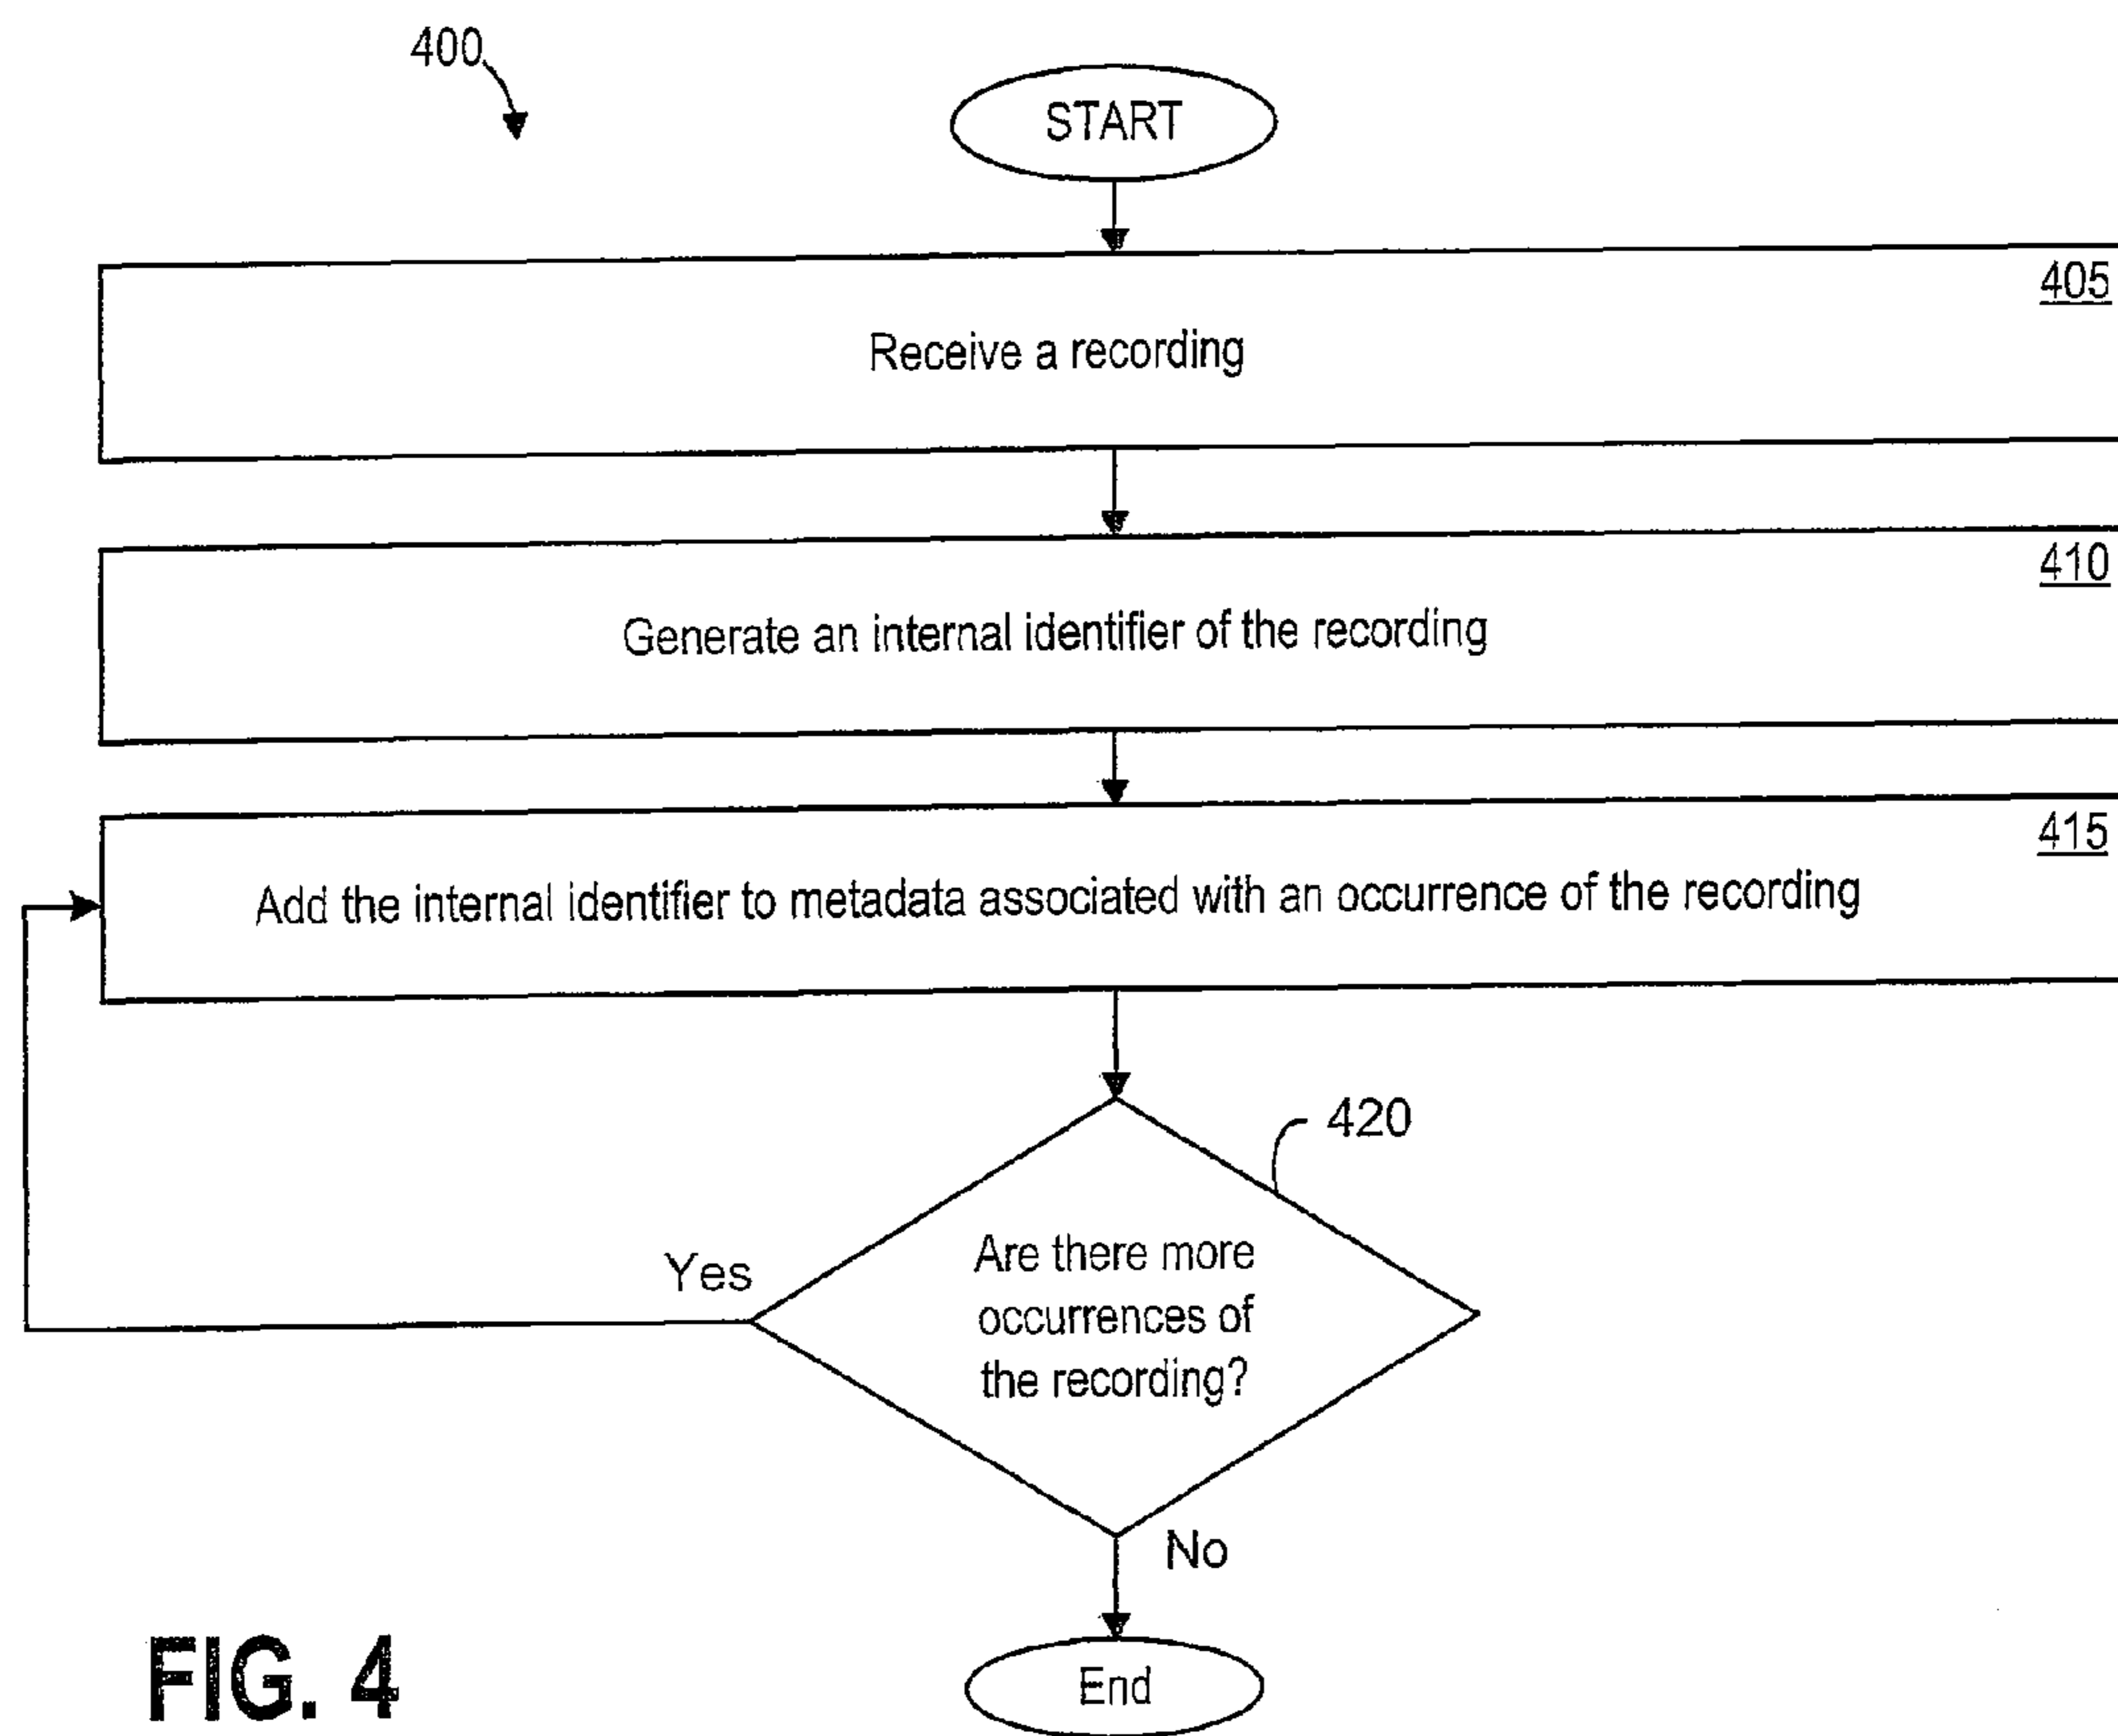 400
START
405
Receive a recording
410
Generate an internal identifier of the recording
415
Add the internal identifier to metadata associated with an occurrence of the recording
420
Are there more
occurrences of
the recording?
Yes
No
End
FIG. 4